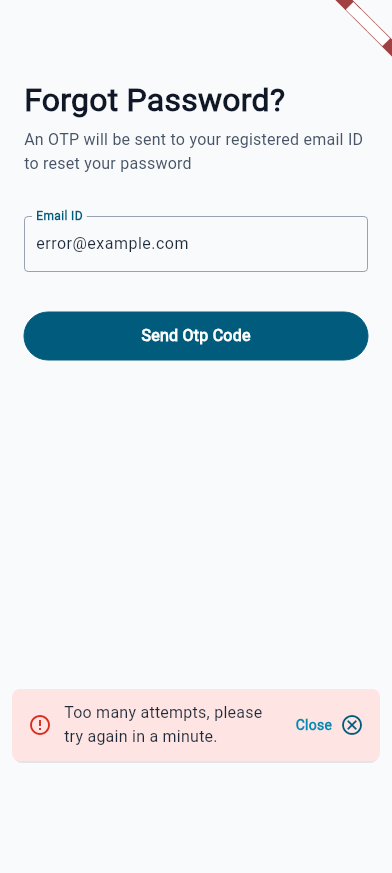 Forgot Password?
An OTP will be sent to your registered email ID
to reset your password
Email ID
error@example.com
Send Otp Code
Too many attempts, please
try again in a minute.
Close